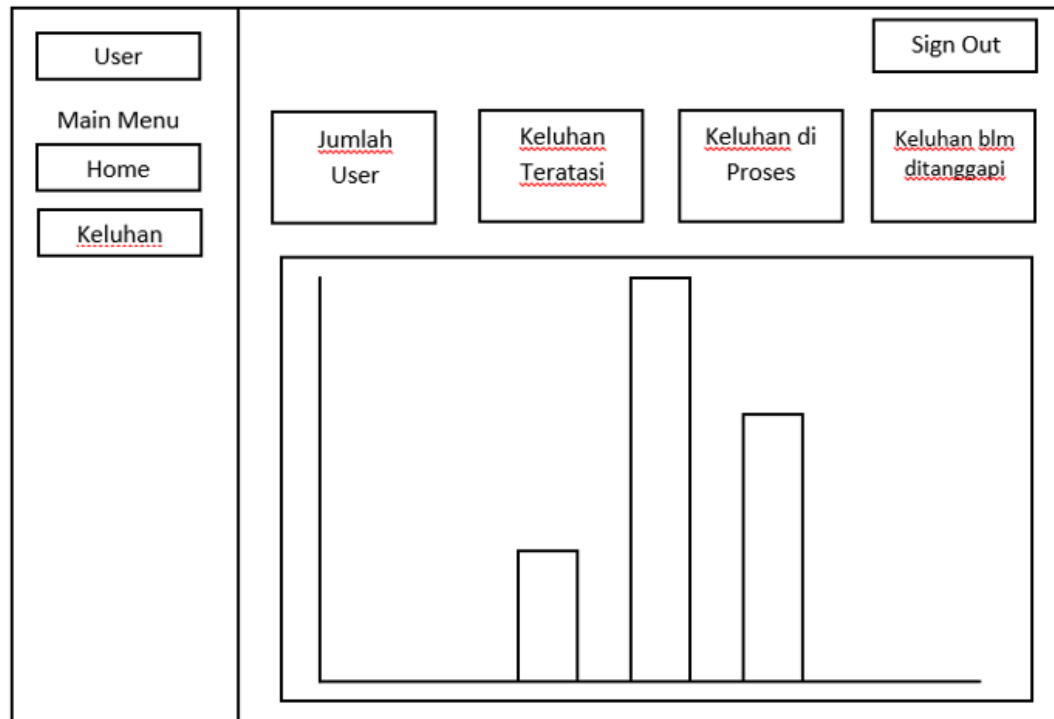 User
Main Menu
Home
Keluhan
Sign Out
Jumlah
User
Keluhan
Teratasi
Keluhan di
Proses
Keluhan blm
ditanggapi